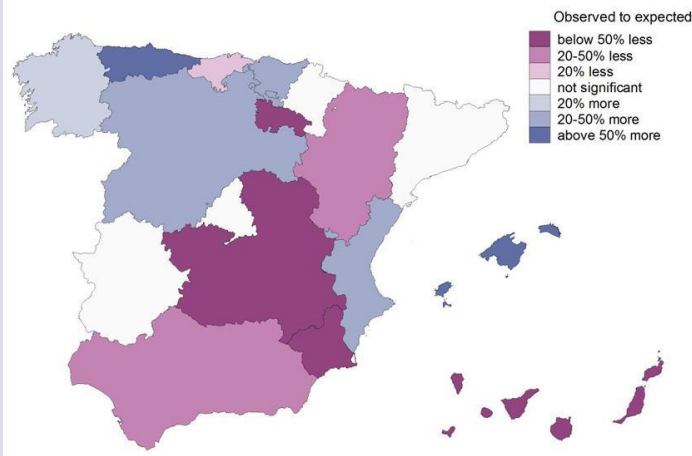 Observed to expected
below 50% less
20-50% less
20% less
not significant
20% more
20-50% more
above 50% more